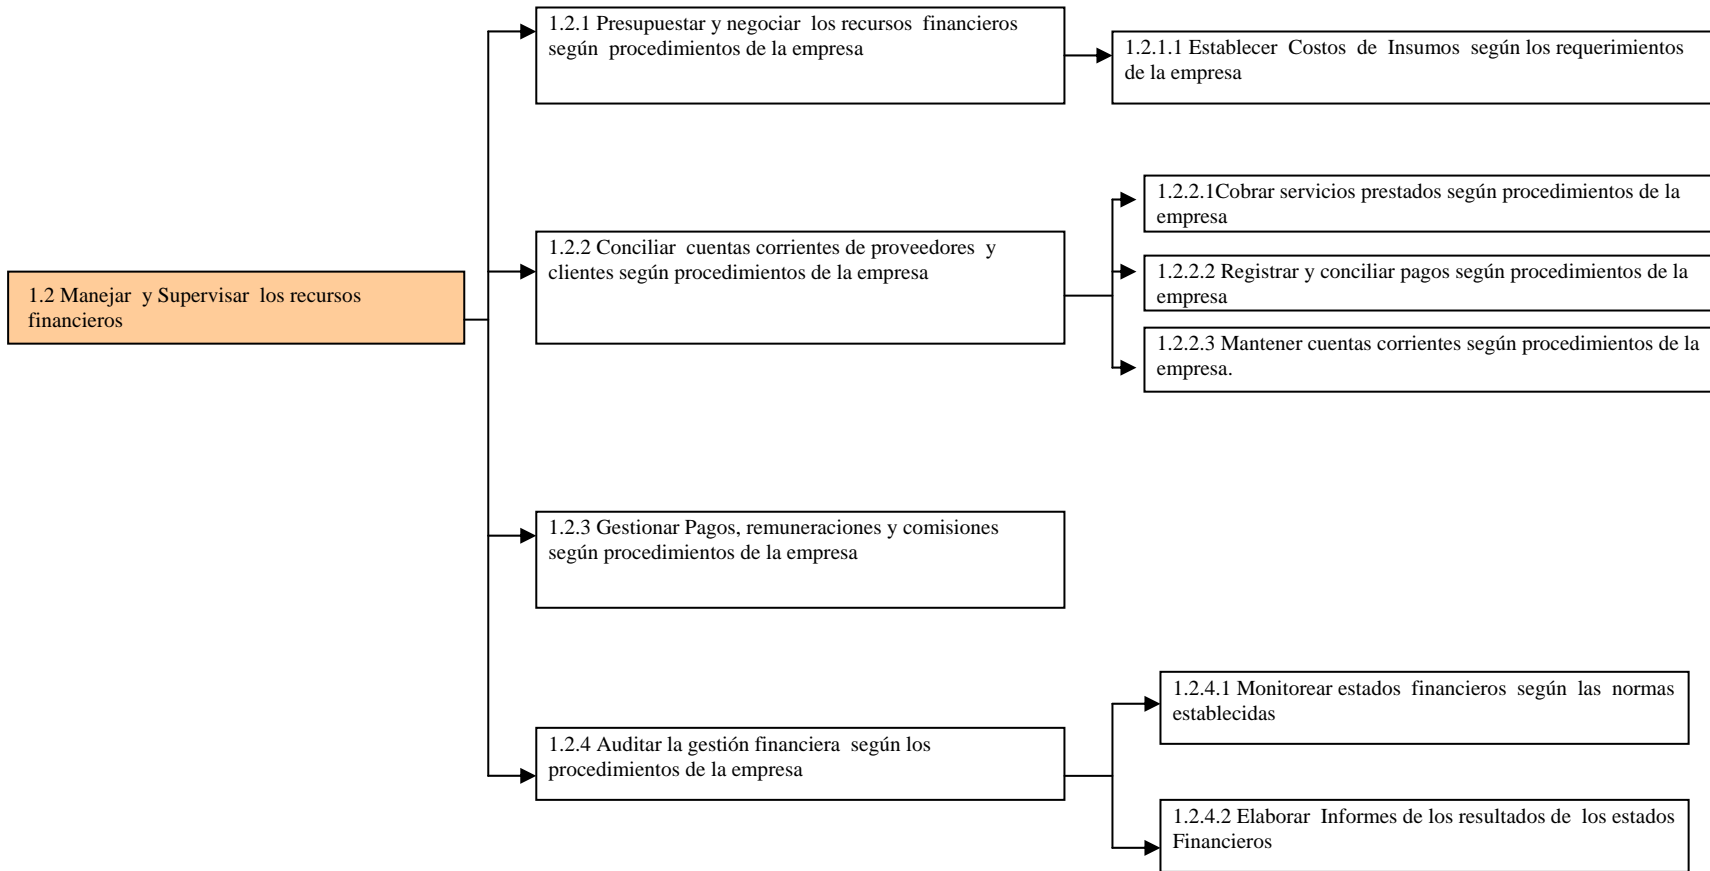 1.2 Manejar y Supervisar los recursos
financieros
1.2.1 Presupuestar y negociar los recursos financieros
según procedimientos de la empresa
1.2.1.1 Establecer Costos de Insumos según los requerimientos
de la empresa
1.2.2 Conciliar cuentas corrientes de proveedores y
clientes según procedimientos de la empresa
1.2.2.1Cobrar servicios prestados según procedimientos de la
empresa
1.2.2.2 Registrar y conciliar pagos según procedimientos de la
empresa
1.2.2.3 Mantener cuentas corrientes según procedimientos de la
empresa.
1.2.3 Gestionar Pagos, remuneraciones y comisiones
según procedimientos de la empresa
1.2.4 Auditar la gestión financiera según los
procedimientos de la empresa
1.2.4.1 Monitorear estados financieros según las normas
establecidas
1.2.4.2 Elaborar Informes de los resultados de los estados
Financieros